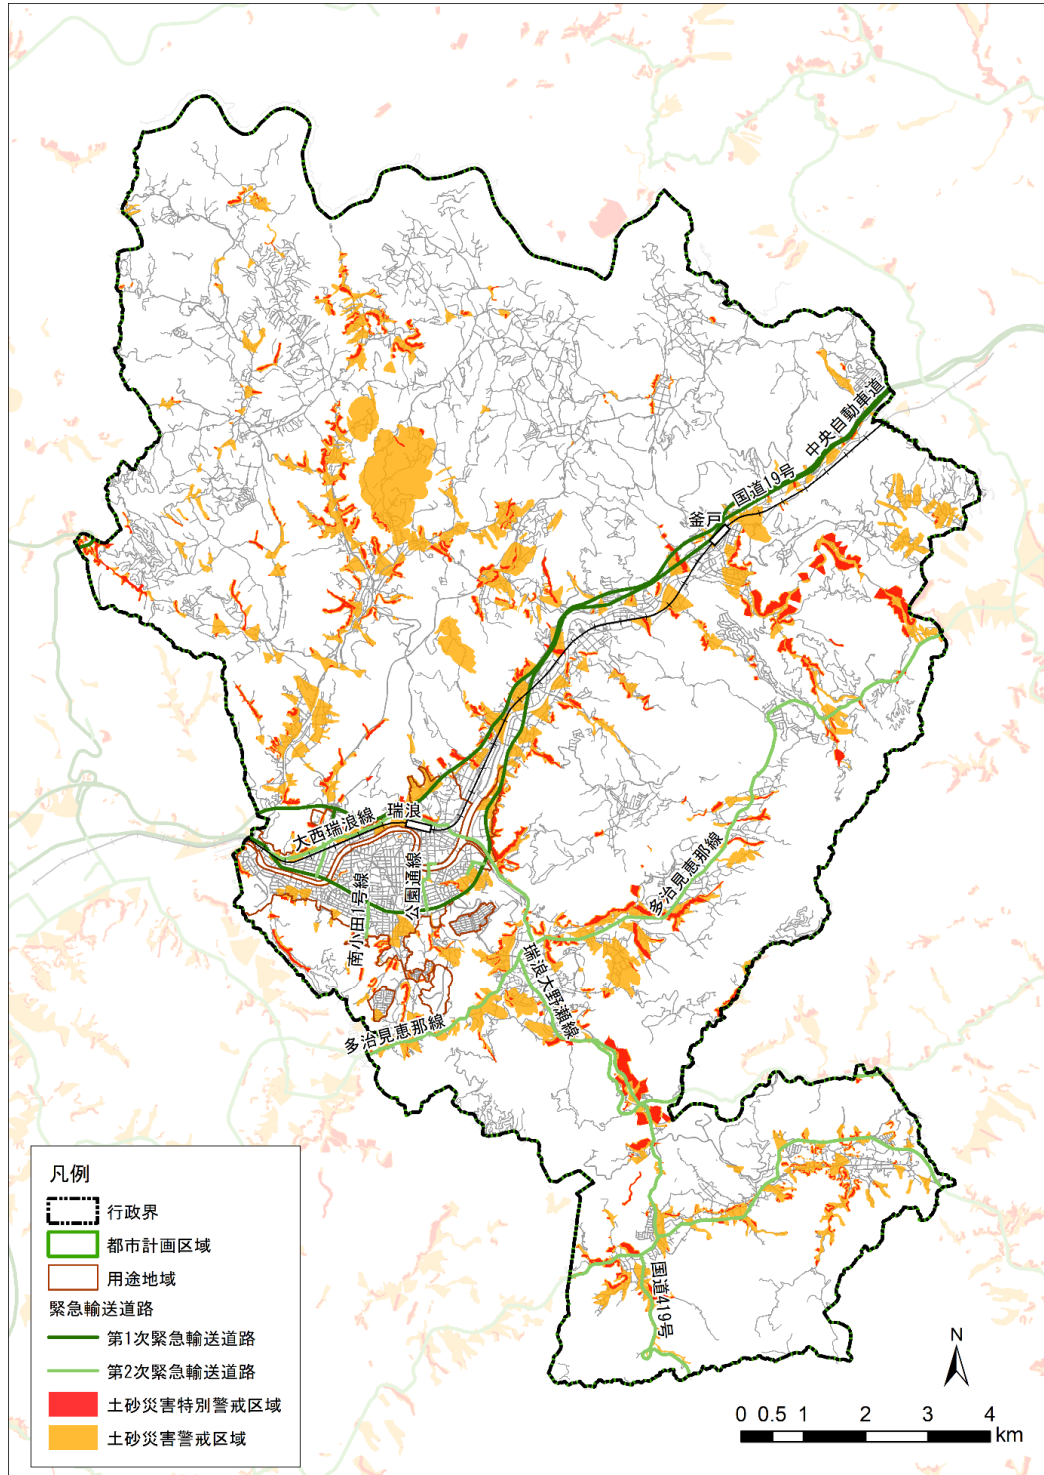 中央自動車道
国道19号
釜戸
瑞浪
大西瑞浪線
公園通線
南小田1号線
多治見恵那線
瑞浪大野瀬線
多治見恵那線
国道419号
凡例
行政界
都市計画区域
用途地域
緊急輸送道路
第1次緊急輸送道路
第2次緊急輸送道路
土砂災害特別警戒区域
土砂災害警戒区域
N
0 0.5 1 2 3 4
km